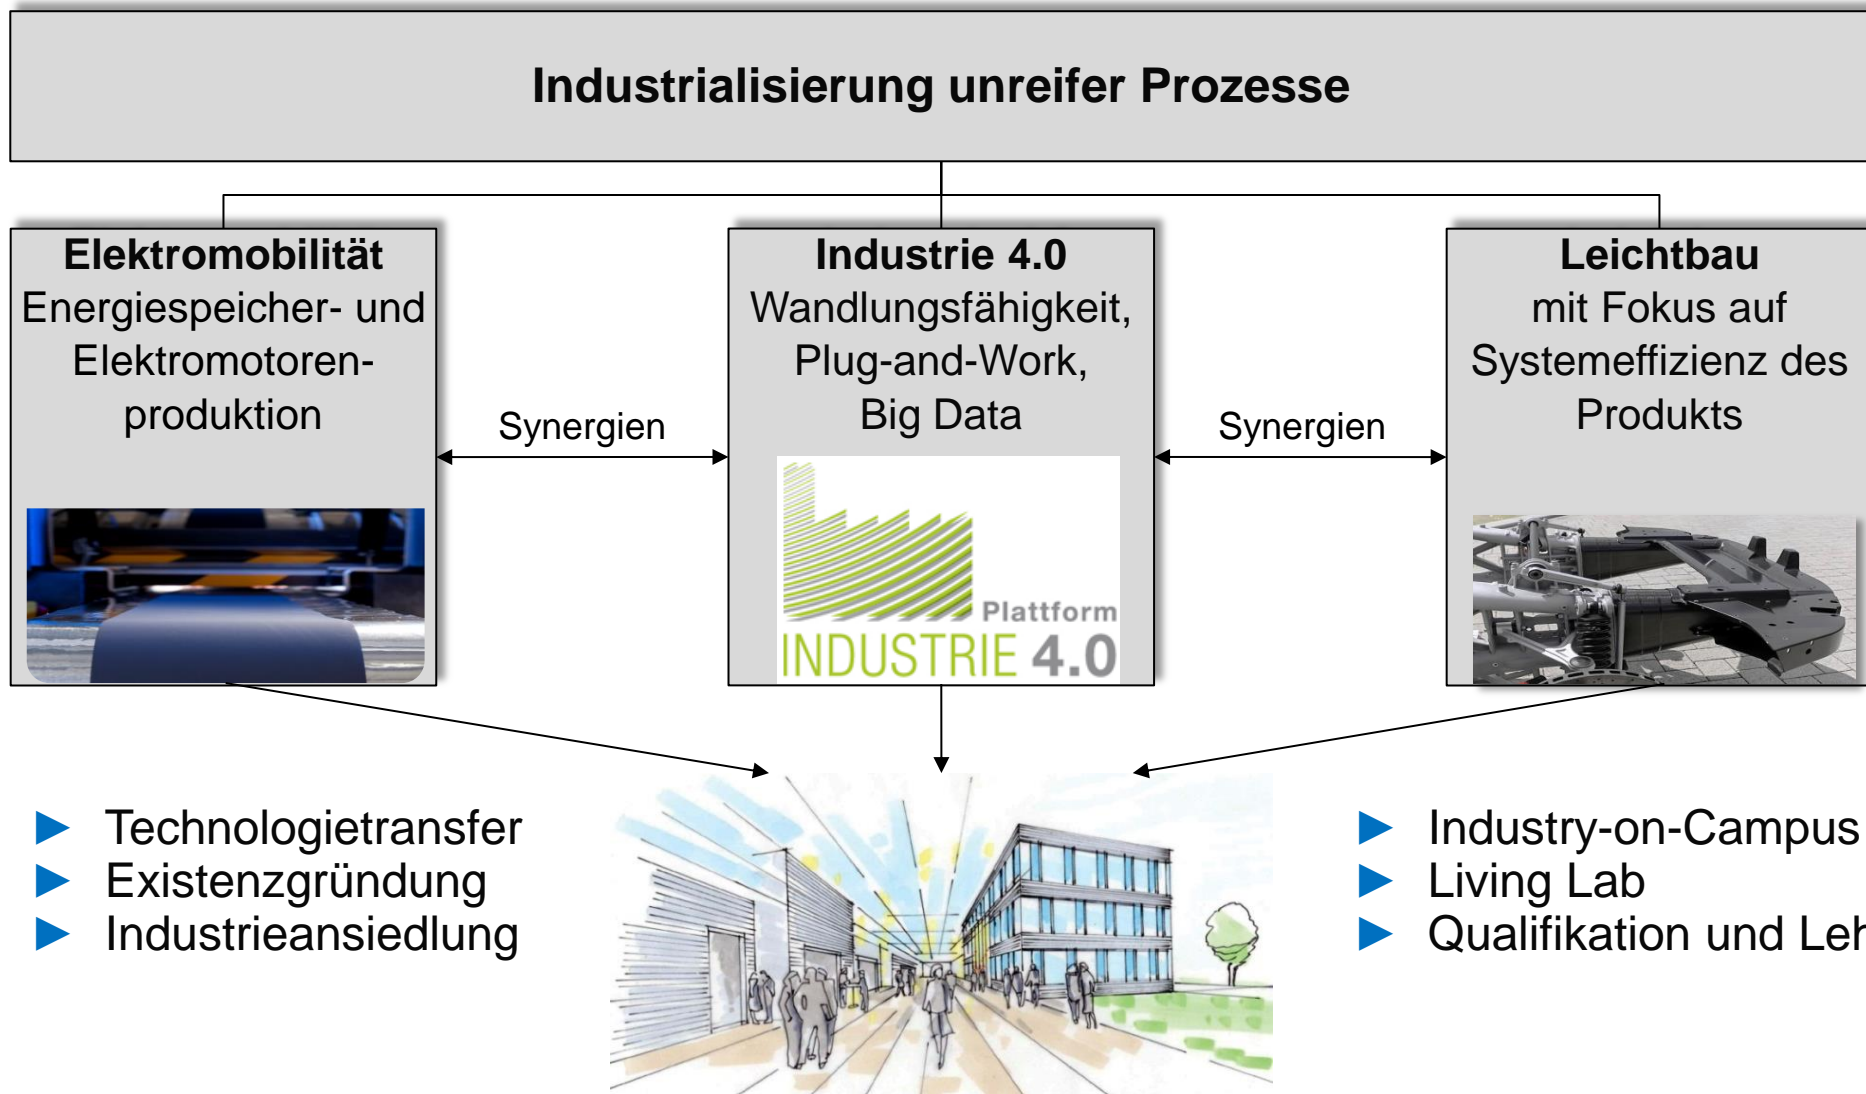 Industrialisierung unreifer Prozesse
Elektromobilität
Energiespeicher- und
Elektromotoren-
produktion
Synergien
Industrie 4.0
Wandlungsfähigkeit,
Plug-and-Work,
Big Data
Plattform
INDUSTRIE 4.0
Synergien
Leichtbau
mit Fokus auf
Systemeffizienz des
Produkts
Technologietransfer
Existenzgründung
Industrieansiedlung
Industry-on-Campus
Living Lab
Qualifikation und